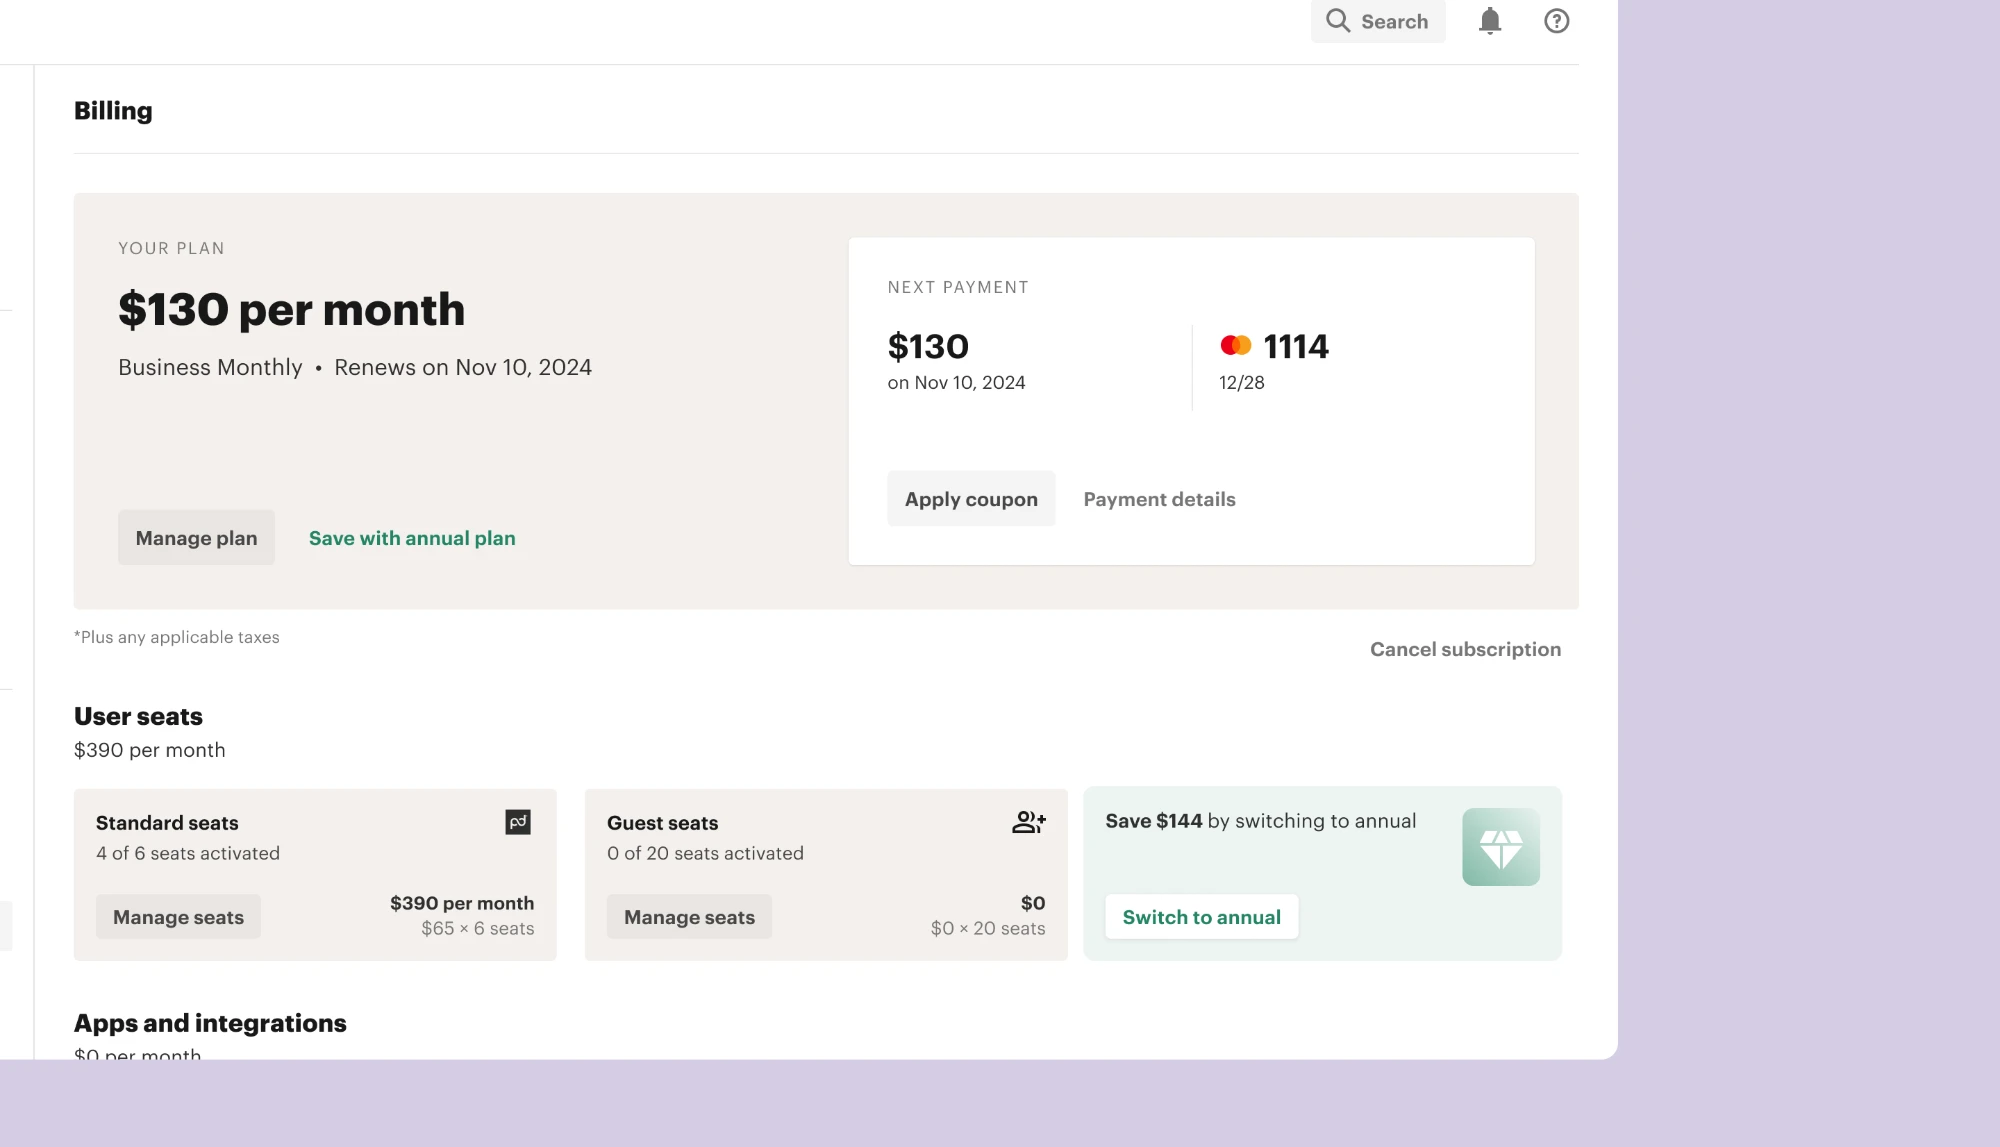 Search
Billing
YOUR PLAN
$130 per month
Business Monthly • Renews on Nov 10, 2024
Manage plan
Save with annual plan
NEXT PAYMENT
$130
on Nov 10, 2024
1114
12/28
Apply coupon
Payment details
*Plus any applicable taxes
Cancel subscription
User seats
$390 per month
Standard seats
pd
4 of 6 seats activated
Manage seats
$390 per month
$65 × 6 seats
Guest seats
0 of 20 seats activated
Manage seats
$0
$0 × 20 seats
Save $144 by switching to annual
Switch to annual
Apps and integrations
$0 per month